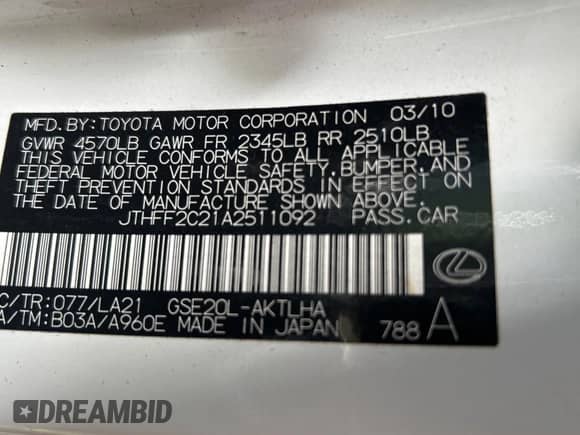 MFD. BY: TOYOTA MOTOR CORPORATION 03/10
GVWR 4570LB GAWR FR 2345LB RR 2510LB
THIS VEHICLE CONFORMS TO ALL APPLICABLE
FEDERAL MOTOR VEHICLE SAFETY,BUMPER,AND
THEFT PREVENTION STANDARDS IN EFFECT ON
THE DATE OF MANUFACTURE SHOWN ABOVE.
JTHFF2C21A2511092 PASS.CAR
C/TR:077/LA21 GSE20L-AKTLHA
A/TM:B03A/A960E MADE IN JAPAN 788 A
DREAMBID